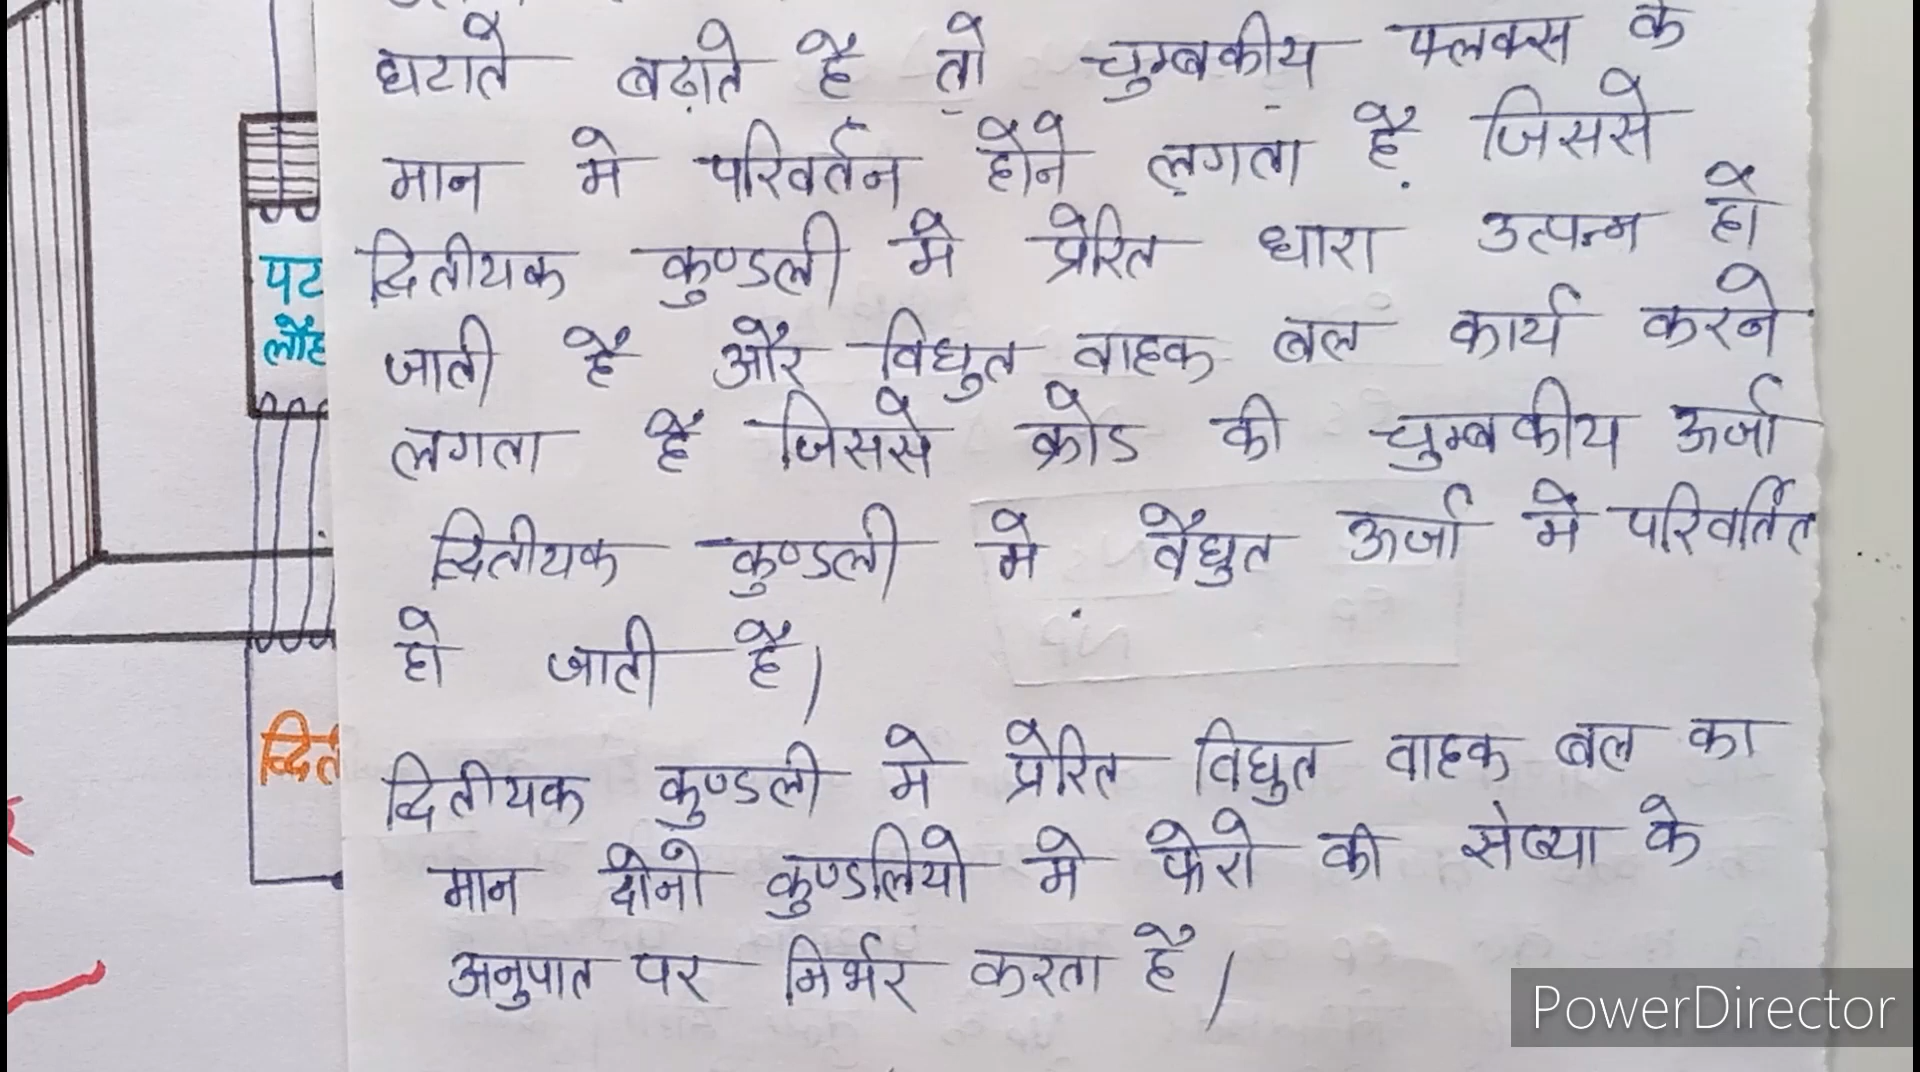 घटाते बढ़ाते है तो चुम्बकीय फ्लक्स के
मान मे परिवर्तन होने लगता है जिससे
द्वितीयक कुण्डली मे प्रेरित धारा उत्पन्न हो
जाती है और विधुत वाहक बल कार्य करने
लगता है जिससे क्रोड की चुम्बकीय ऊर्जा
द्वितीयक कुण्डली मे वैधुत ऊर्जा मे परिवर्तित
हो जाती है।
द्वितीयक कुण्डली मे प्रेरित विधुत वाहक बल का
मान दोनो कुण्डलियो मे फेरो की संख्या के
अनुपात पर निर्भर करता है।
पट
लौह
द्विती
PowerDirector